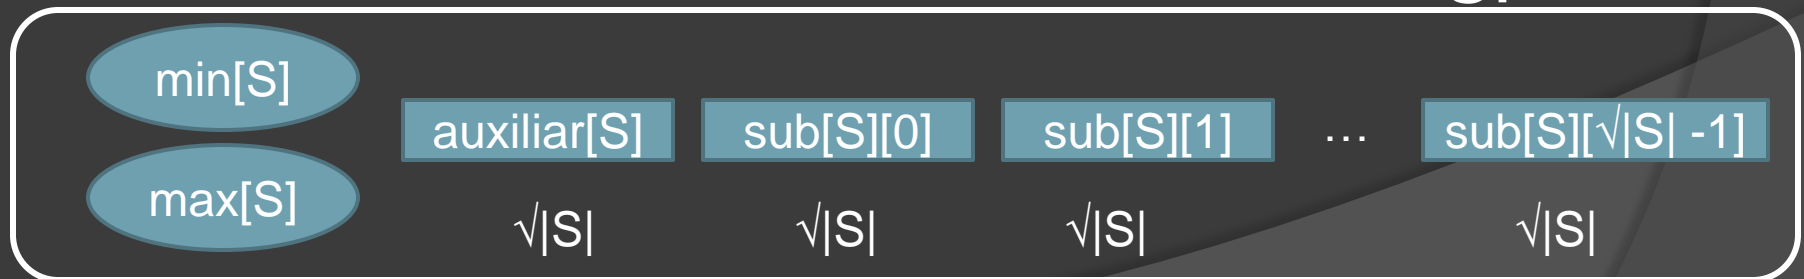 min[S]
max[S]
auxiliar[S] sub[S][0] sub[S][1] … sub[S][√|S| -1]
√|S| √|S| √|S| √|S|